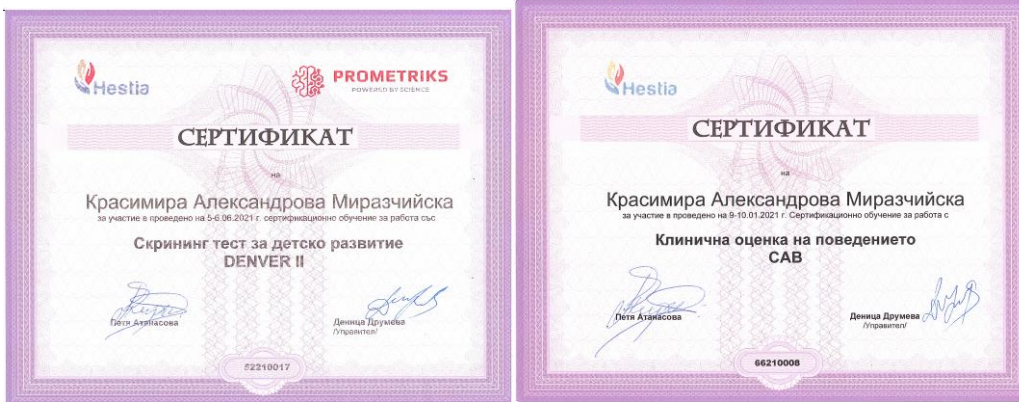 Hestia
PROMETRIKS
POWERED BY SCIENCE
СЕРТИФИКАТ
на
Красимира Александрова Миразчийска
за участие в проведено на 5-6.06.2021 г. сертификационно обучение за работа със
Скрининг тест за детско развитие
DENVER II
Петя Атанасова
Деница Друмева
/Управител/
52210017
Hestia
СЕРТИФИКАТ
на
Красимира Александрова Миразчийска
за участие в проведено на 9-10.01.2021 г. Сертификационно обучение за работа с
Клинична оценка на поведението
CAB
Петя Атанасова
Деница Друмева
/Управител/
66210008